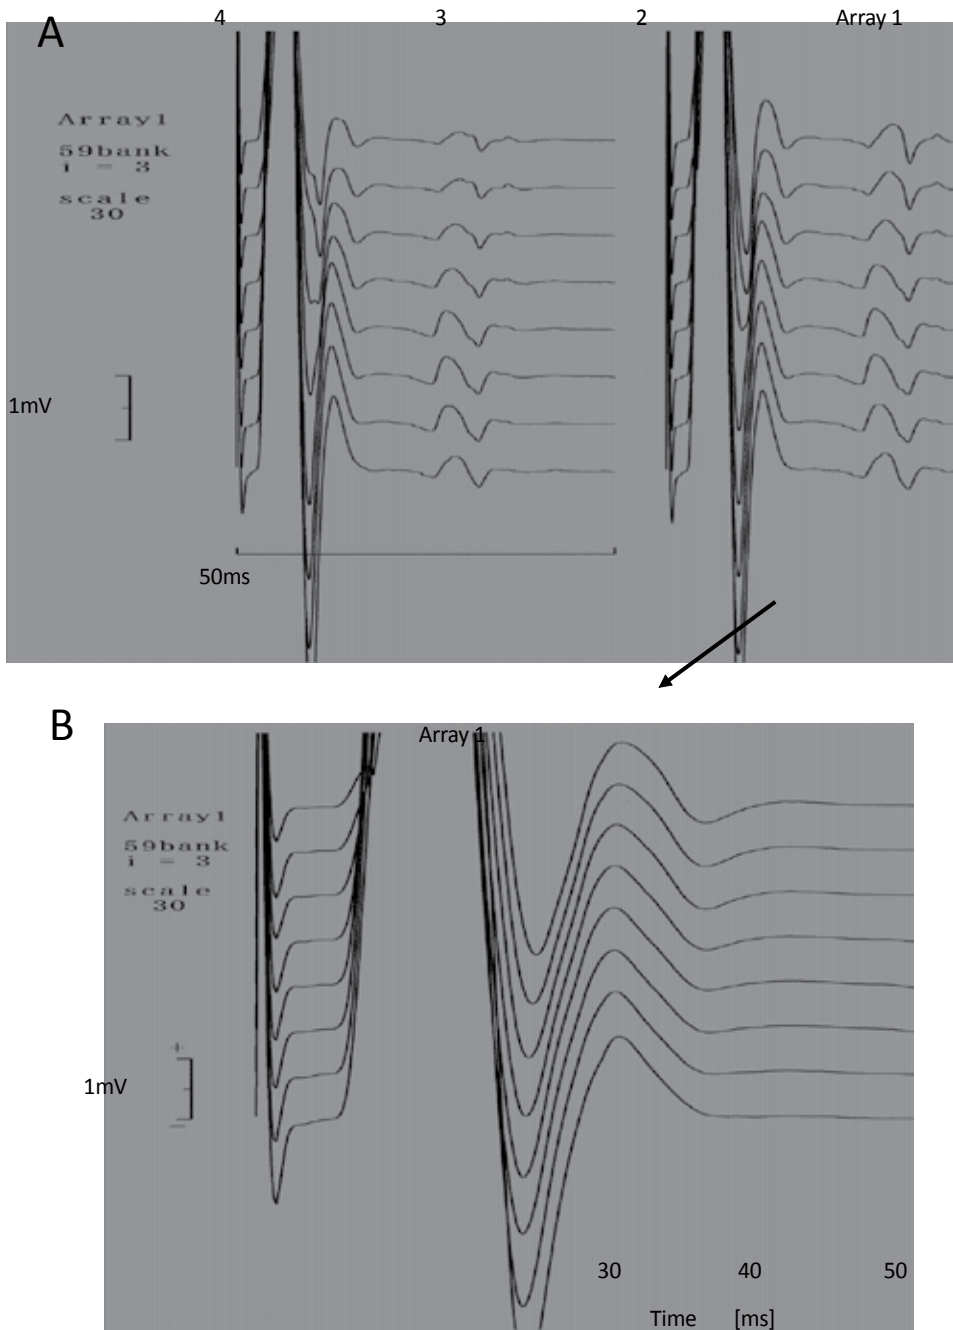 4 3 2 Array 1
A
Array1
59bank
i = 3
scale
30
1mV
50ms
B
Array 1
Array1
59bank
i = 3
scale
30
+
1mV
−
30 40 50
Time [ms]